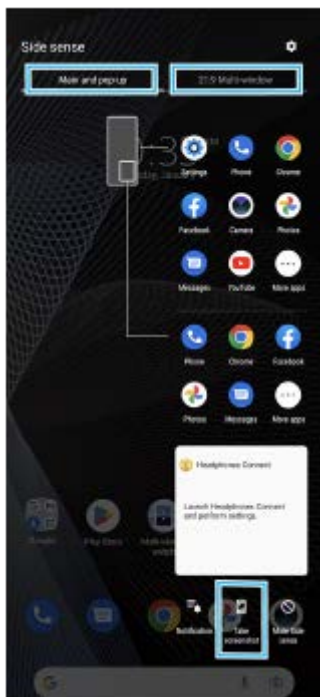 Side sense
Main and pop-up
21:9 Multi-window
Settings
Phone
Chrome
Facebook
Camera
Photos
Messages
YouTube
More apps
Phone
Chrome
Facebook
Photos
Messages
More apps
Headphones Connect
Launch Headphones Connect
and perform settings.
Google
Play Store
Notification
Take
screenshot
Hide Side
sense